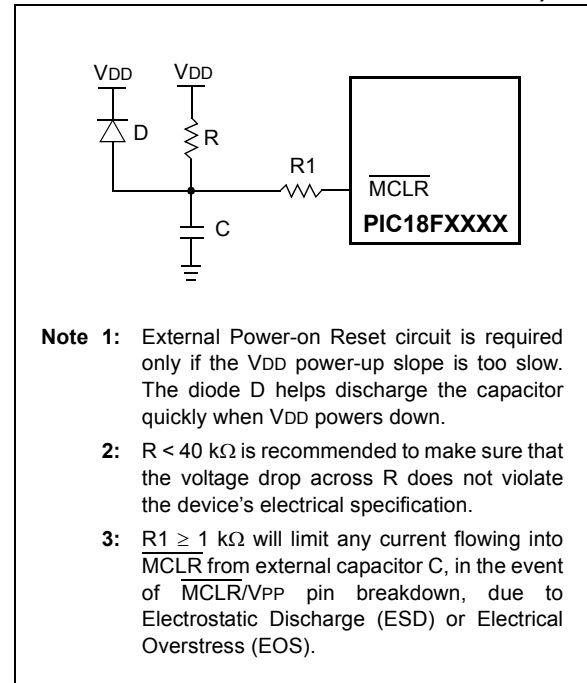 VDD VDD
D
R
R1
MCLR
C
PIC18FXXXX
Note 1: External Power-on Reset circuit is required
only if the VDD power-up slope is too slow.
The diode D helps discharge the capacitor
quickly when VDD powers down.
2: R < 40 kΩ is recommended to make sure that
the voltage drop across R does not violate
the device's electrical specification.
3: R1 ≥ 1 kΩ will limit any current flowing into
MCLR from external capacitor C, in the event
of MCLR/VPP pin breakdown, due to
Electrostatic Discharge (ESD) or Electrical
Overstress (EOS).